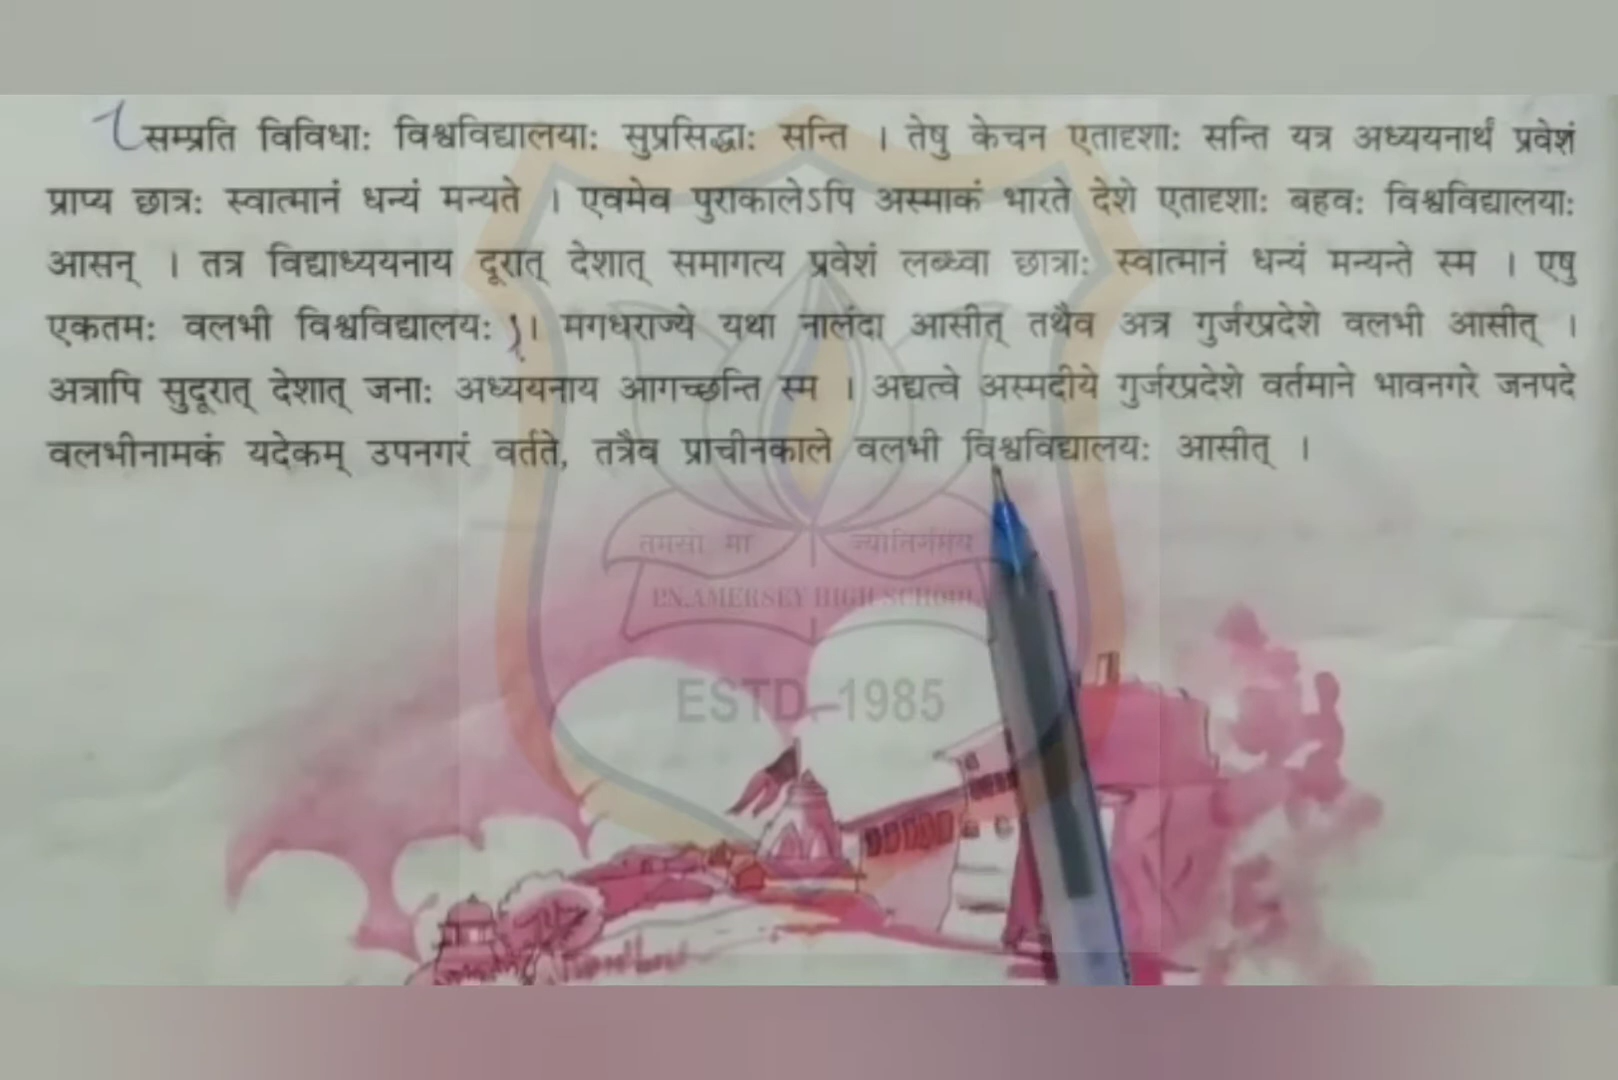 सम्प्रति विविधाः विश्वविद्यालयाः सुप्रसिद्धाः सन्ति । तेषु केचन एतादृशाः सन्ति यत्र अध्ययनार्थं प्रवेशं
प्राप्य छात्रः स्वात्मानं धन्यं मन्यते । एवमेव पुराकालेऽपि अस्माकं भारते देशे एतादृशाः बहवः विश्वविद्यालयाः
आसन् । तत्र विद्याध्ययनाय दूरात् देशात् समागत्य प्रवेशं लब्ध्वा छात्राः स्वात्मानं धन्यं मन्यन्ते स्म । एषु
एकतमः वलभी विश्वविद्यालयः । मगधराज्ये यथा नालंदा आसीत् तथैव अत्र गुर्जरप्रदेशे वलभी आसीत् ।
अत्रापि सुदूरात् देशात् जनाः अध्ययनाय आगच्छन्ति स्म । अद्यत्वे अस्मदीये गुर्जरप्रदेशे वर्तमाने भावनगरे जनपदे
वलभीनामकं यदेकम् उपनगरं वर्तते, तत्रैव प्राचीनकाले वलभी विश्वविद्यालयः आसीत् ।
तमसो मा ज्योतिर्गमय
P.N.AMERSEY HIGH SCHOOL
ESTD.-1985